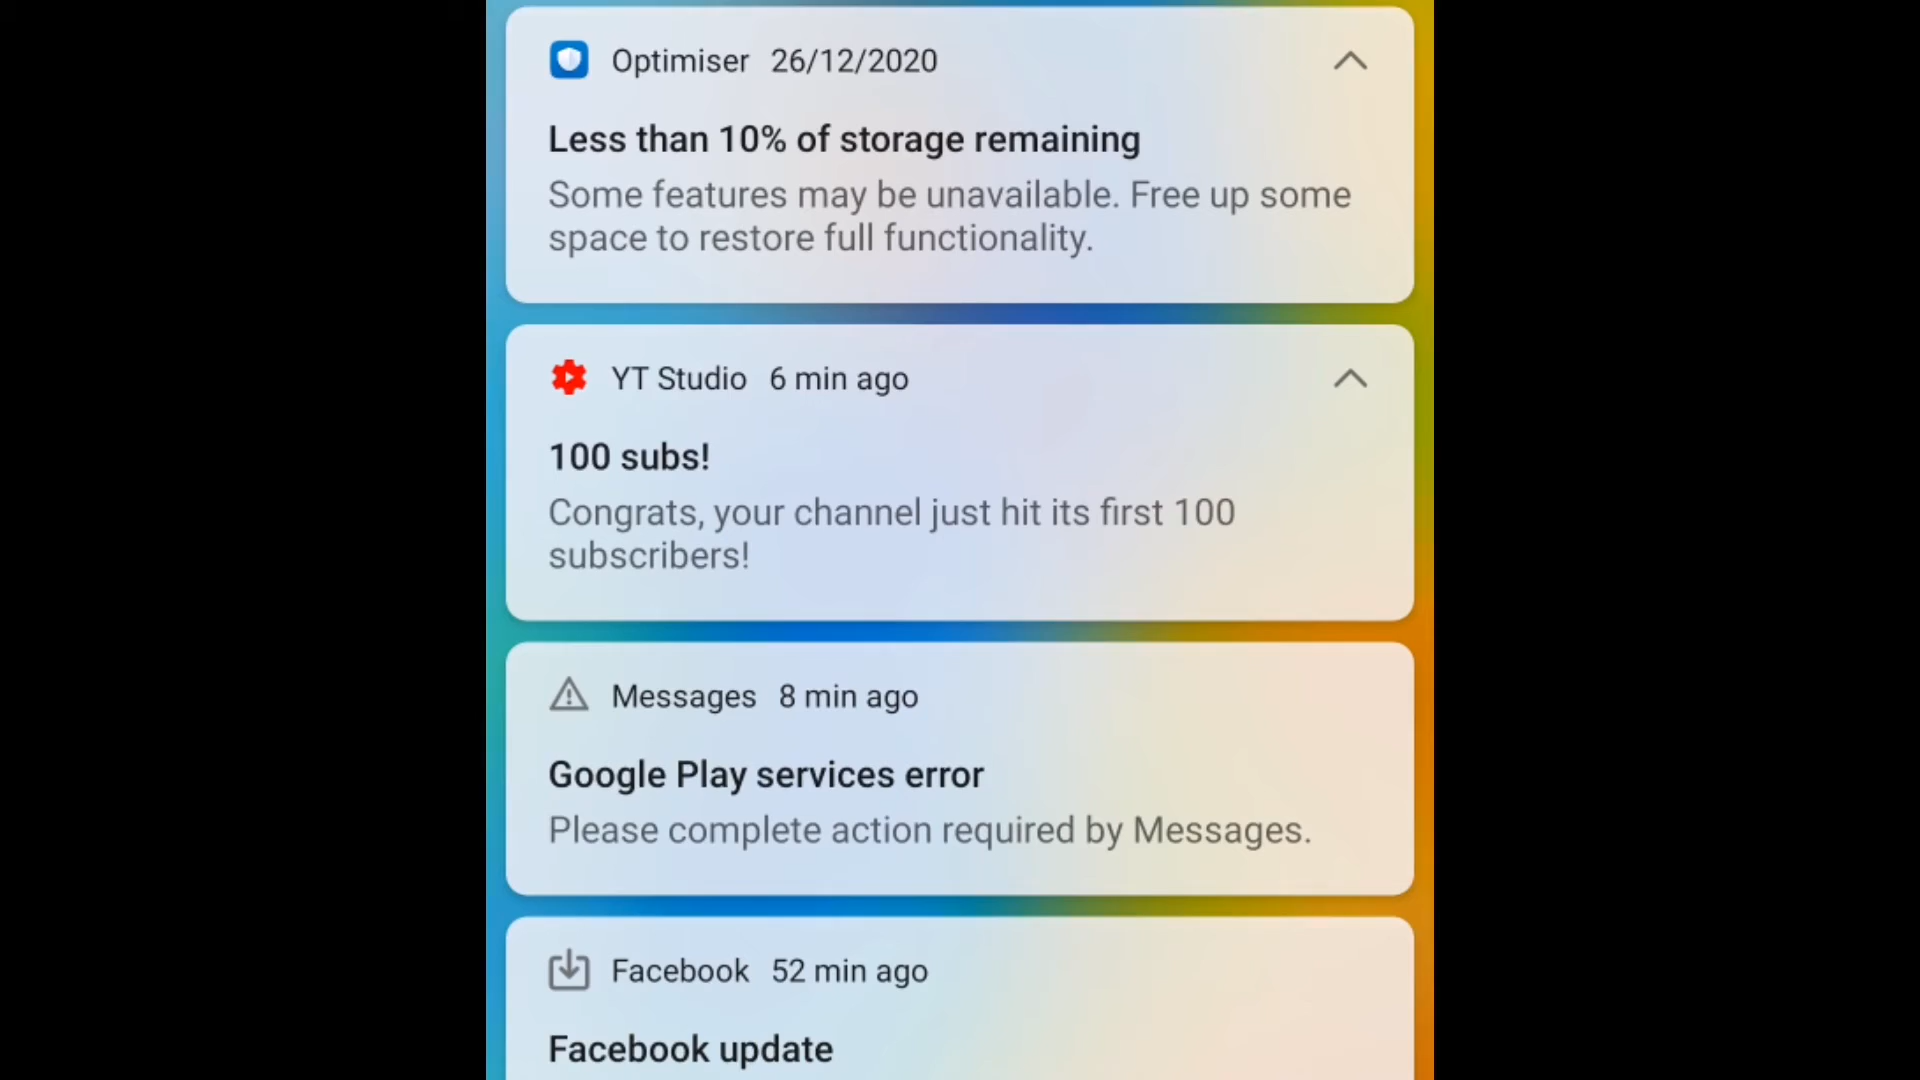 Optimiser 26/12/2020
Less than 10% of storage remaining
Some features may be unavailable. Free up some
space to restore full functionality.
YT Studio 6 min ago
100 subs!
Congrats, your channel just hit its first 100
subscribers!
Messages 8 min ago
Google Play services error
Please complete action required by Messages.
Facebook 52 min ago
Facebook update